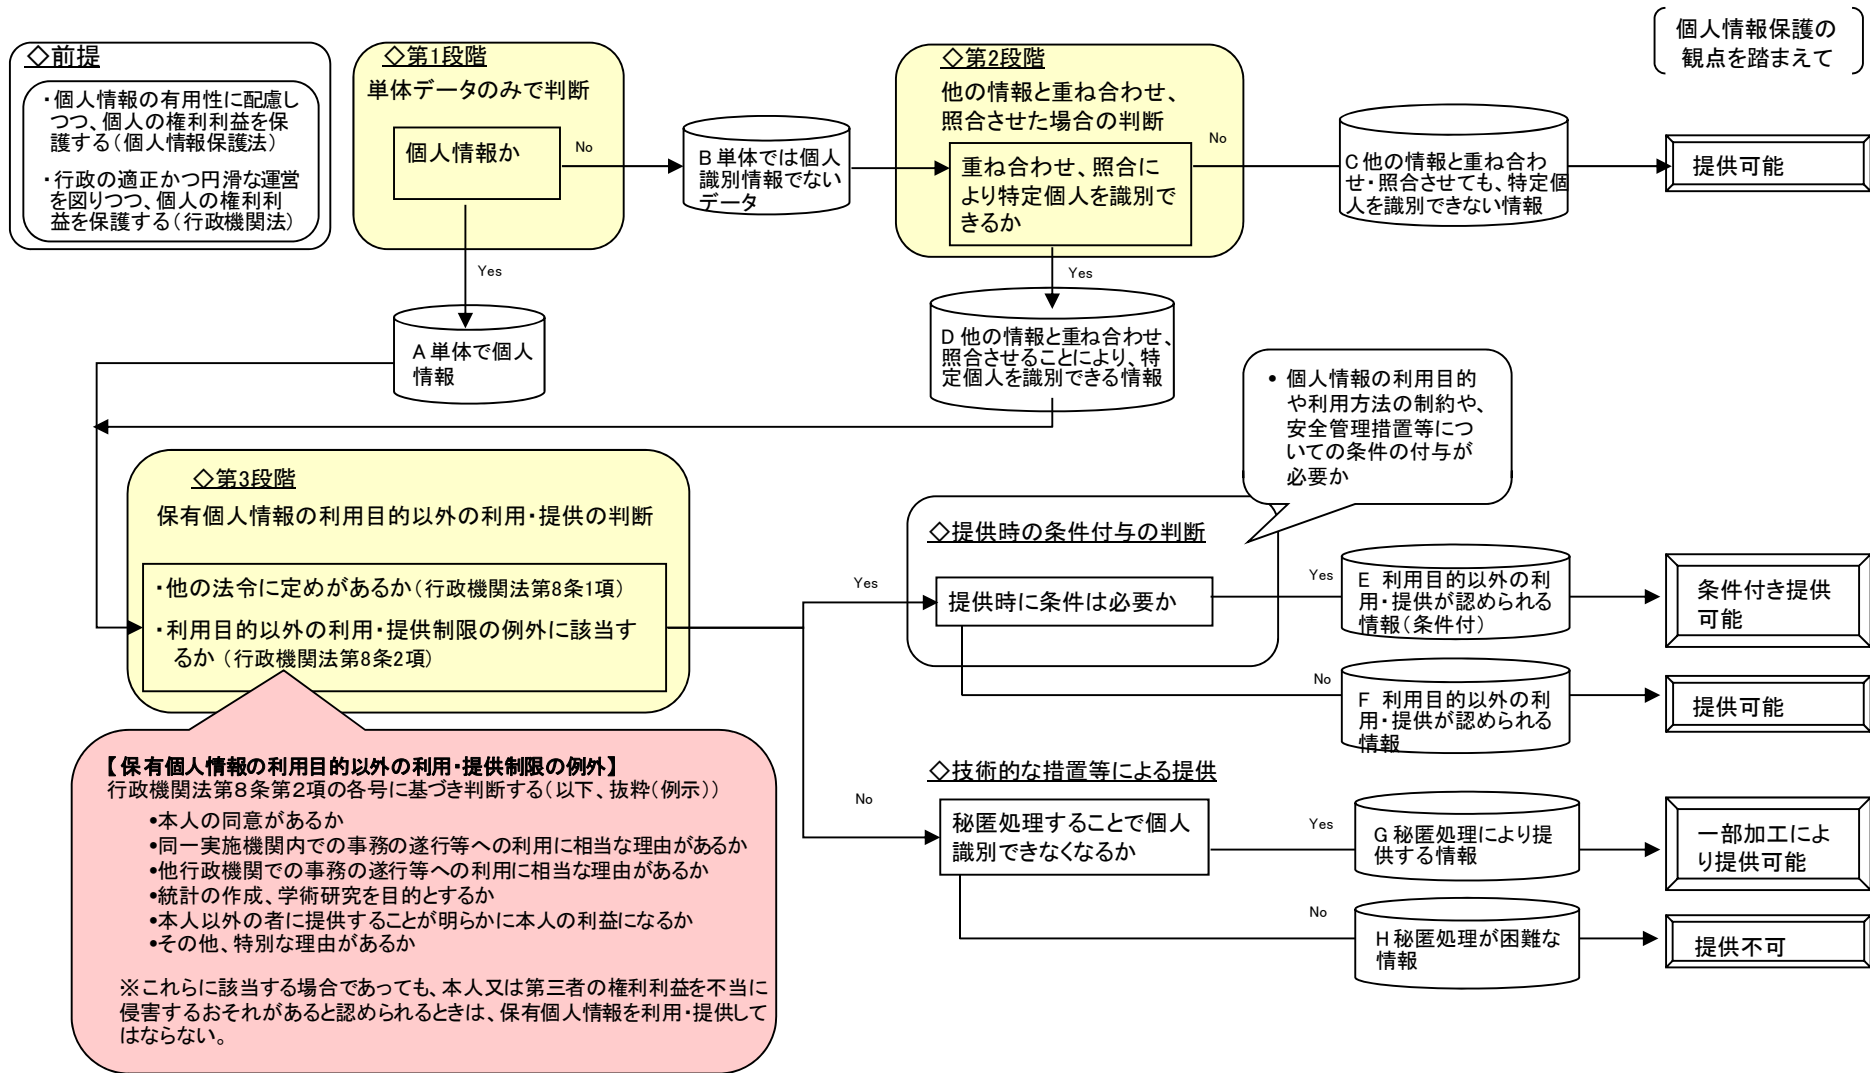 個人情報保護の
観点を踏まえて
◇前提
・個人情報の有用性に配慮し
つつ、個人の権利利益を保
護する（個人情報保護法）
・行政の適正かつ円滑な運営
を図りつつ、個人の権利利
益を保護する（行政機関法）
◇第1段階
単体データのみで判断
個人情報か
No
Yes
B 単体では個人
識別情報でない
データ
◇第2段階
他の情報と重ね合わせ、
照合させた場合の判断
重ね合わせ、照合に
より特定個人を識別で
きるか
No
Yes
C 他の情報と重ね合わ
せ・照合させても、特定個
人を識別できない情報
提供可能
A 単体で個人
情報
D 他の情報と重ね合わせ、
照合させることにより、特
定個人を識別できる情報
• 個人情報の利用目的
や利用方法の制約や、
安全管理措置等につ
いての条件の付与が
必要か
◇第3段階
保有個人情報の利用目的以外の利用・提供の判断
・他の法令に定めがあるか（行政機関法第8条1項）
・利用目的以外の利用・提供制限の例外に該当す
るか（行政機関法第8条2項）
Yes
No
◇提供時の条件付与の判断
提供時に条件は必要か
Yes
E 利用目的以外の利
用・提供が認められる
情報（条件付）
条件付き提供
可能
No
F 利用目的以外の利
用・提供が認められる
情報
提供可能
【保有個人情報の利用目的以外の利用・提供制限の例外】
行政機関法第８条第２項の各号に基づき判断する（以下、抜粋（例示））
•本人の同意があるか
•同一実施機関内での事務の遂行等への利用に相当な理由があるか
•他行政機関での事務の遂行等への利用に相当な理由があるか
•統計の作成、学術研究を目的とするか
•本人以外の者に提供することが明らかに本人の利益になるか
•その他、特別な理由があるか
※これらに該当する場合であっても、本人又は第三者の権利利益を不当に
侵害するおそれがあると認められるときは、保有個人情報を利用・提供して
はならない。
◇技術的な措置等による提供
秘匿処理することで個人
識別できなくなるか
Yes
G 秘匿処理により提
供する情報
一部加工によ
り提供可能
No
H 秘匿処理が困難な
情報
提供不可